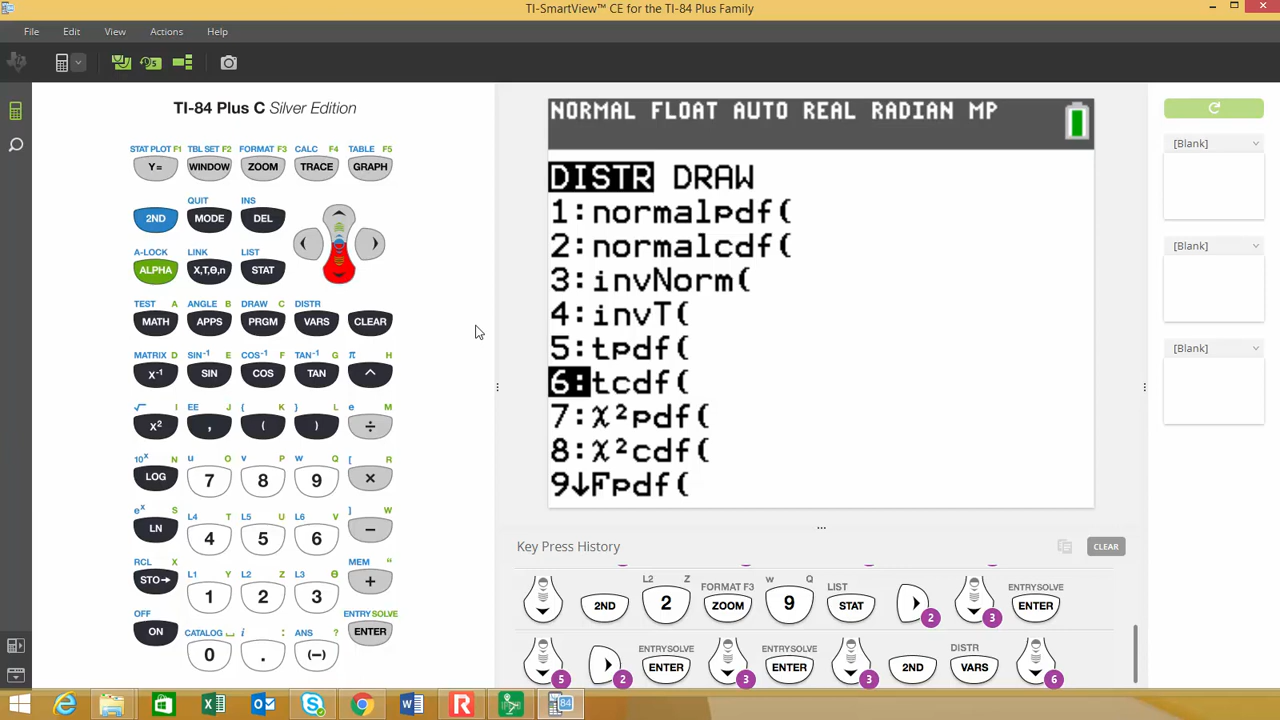 TI-SmartView™ CE for the TI-84 Plus Family
File Edit View Actions Help
TI-84 Plus C Silver Edition
STAT PLOT F1 TBL SET F2 FORMAT F3 CALC F4 TABLE F5
Y= WINDOW ZOOM TRACE GRAPH
QUIT INS
2ND MODE DEL
A-LOCK LINK LIST
ALPHA X,T,Θ,n STAT
TEST A ANGLE B DRAW C DISTR
MATH APPS PRGM VARS CLEAR
MATRIX D SIN⁻¹ E COS⁻¹ F TAN⁻¹ G π H
X⁻¹ SIN COS TAN ^
√ I EE J { K } L e M
x² , ( ) ÷
10ˣ N u O v P w Q [ R
LOG 7 8 9 ×
eˣ S L4 T L5 U L6 V ] W
LN 4 5 6 −
RCL X L1 Y L2 Z L3 θ MEM "
STO→ 1 2 3 +
OFF CATALOG ⎵ i : ANS ? ENTRY SOLVE
ON 0 . (−) ENTER
NORMAL FLOAT AUTO REAL RADIAN MP
DISTR DRAW
1:normalpdf(
2:normalcdf(
3:invNorm(
4:invT(
5:tpdf(
6:tcdf(
7:χ²pdf(
8:χ²cdf(
9↓Fpdf(
...
Key Press History CLEAR
L2 Z FORMAT F3 w Q LIST ENTRY SOLVE
2ND 2 ZOOM 9 STAT 2 3 ENTER
ENTRY SOLVE ENTRY SOLVE DISTR
5 2 ENTER 3 ENTER 3 2ND VARS 6
[Blank]
[Blank]
[Blank]
84